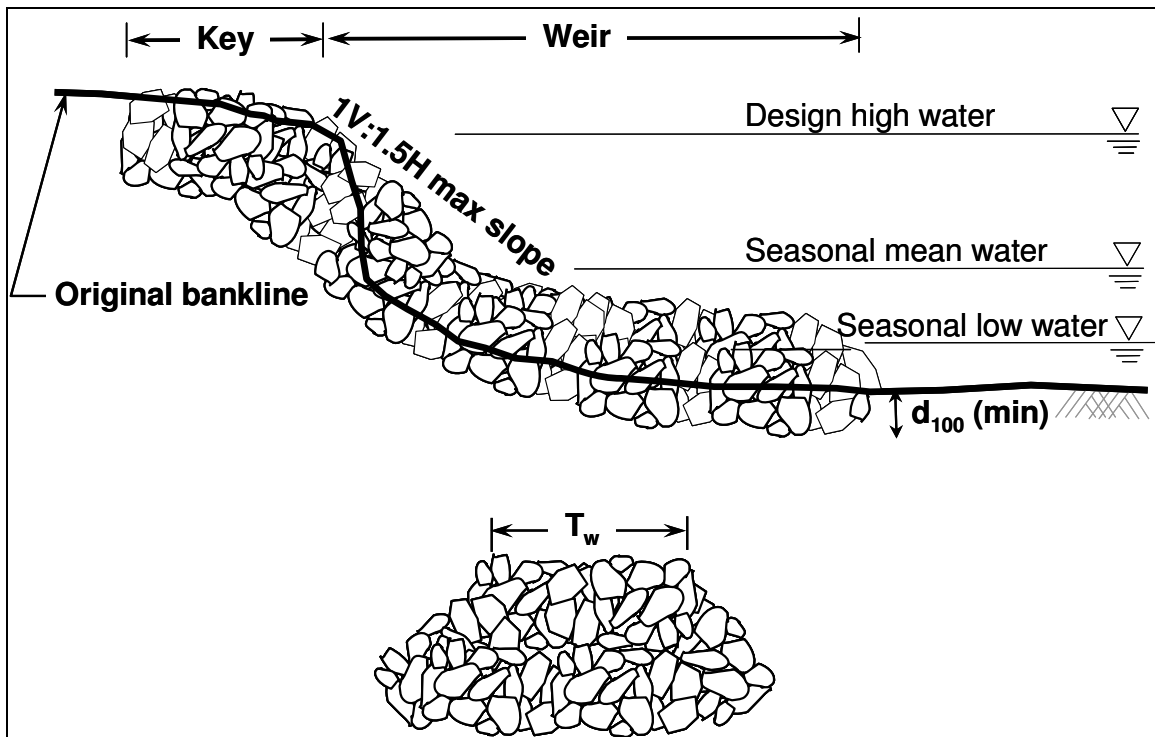 Key
Weir
1V:1.5H max slope
Design high water
Seasonal mean water
Original bankline
Seasonal low water
d100 (min)
Tw